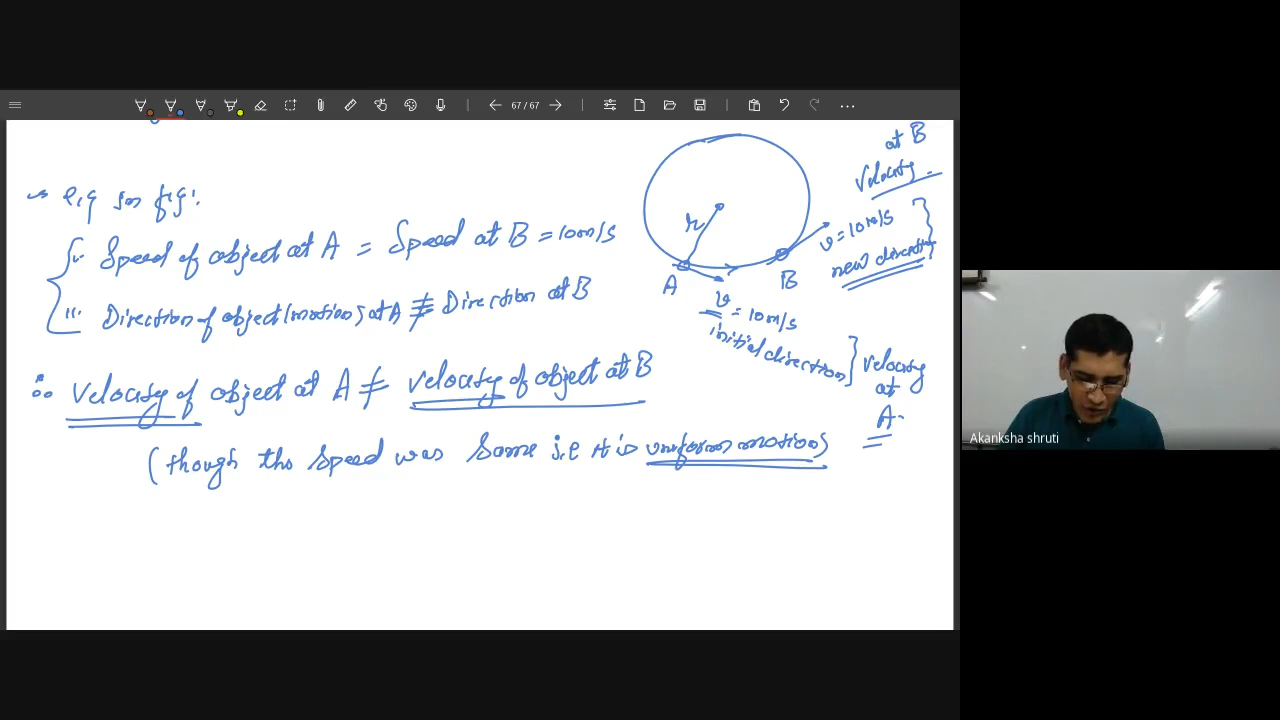 67/67
e.g in fig:
i. Speed of object at A = Speed at B = 10m/s
ii. Direction of object (motion) at A ≠ Direction at B
∴ Velocity of object at A ≠ velocity of object at B
(though the speed was same i.e it is uniform motion)
r
A
B
v = 10m/s
initial direction
velocity
at
A.
at B
velocity
v = 10m/s
new direction
Akanksha shruti